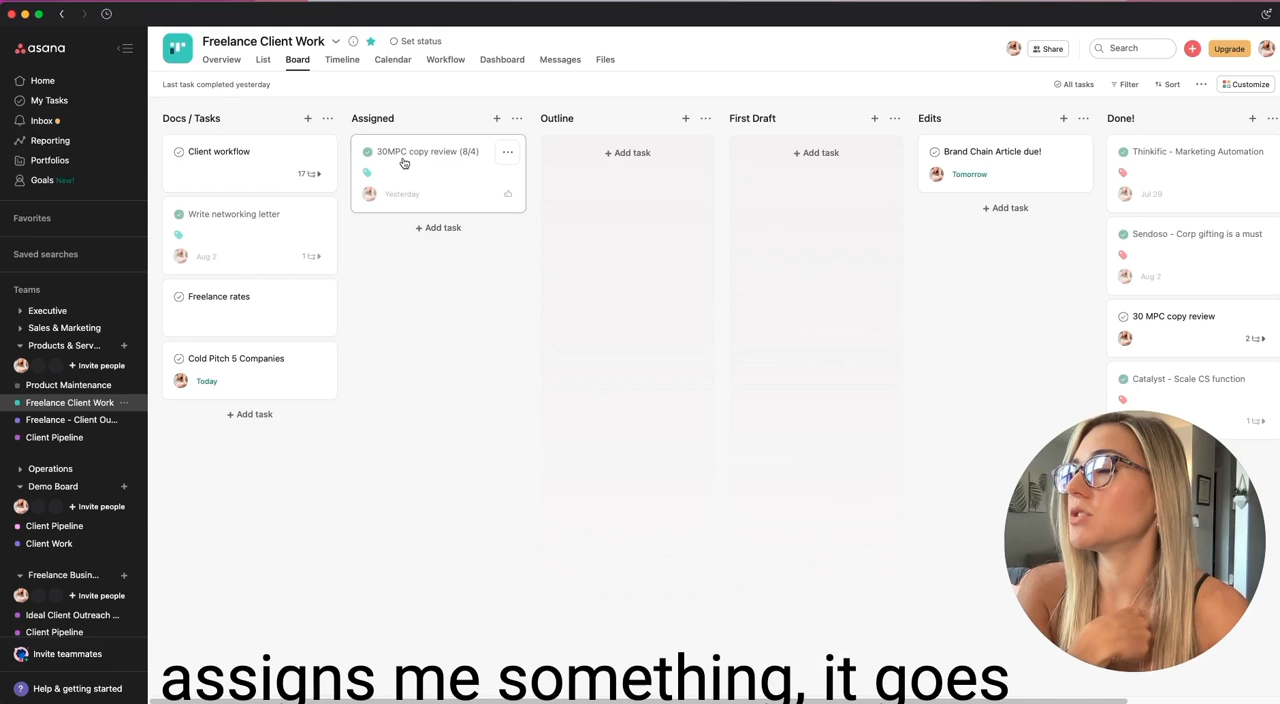 asana
Home
My Tasks
Inbox
Reporting
Portfolios
Goals New!
Favorites
Saved searches
Teams
Executive
Sales & Marketing
Products & Serv... +
+ Invite people
Product Maintenance
Freelance Client Work ...
Freelance - Client Ou...
Client Pipeline
Operations
Demo Board +
+ Invite people
Client Pipeline
Client Work
Freelance Busin... +
+ Invite people
Ideal Client Outreach ...
Client Pipeline
Invite teammates
? Help & getting started
Freelance Client Work
Set status
Overview List Board Timeline Calendar Workflow Dashboard Messages Files
Share
Search
+
Upgrade
Last task completed yesterday
All tasks
Filter
Sort
...
Customize
Docs / Tasks + ...
Client workflow
17
Write networking letter
Aug 2
1
Freelance rates
Cold Pitch 5 Companies
Today
+ Add task
Assigned + ...
30MPC copy review (8/4) ...
Yesterday
+ Add task
Outline + ...
+ Add task
First Draft + ...
+ Add task
Edits + ...
Brand Chain Article due!
Tomorrow
+ Add task
Done! + ...
Thinkific - Marketing Automation
Jul 29
Sendoso - Corp gifting is a must
Aug 2
30 MPC copy review
2
Catalyst - Scale CS function
1
assigns me something, it goes